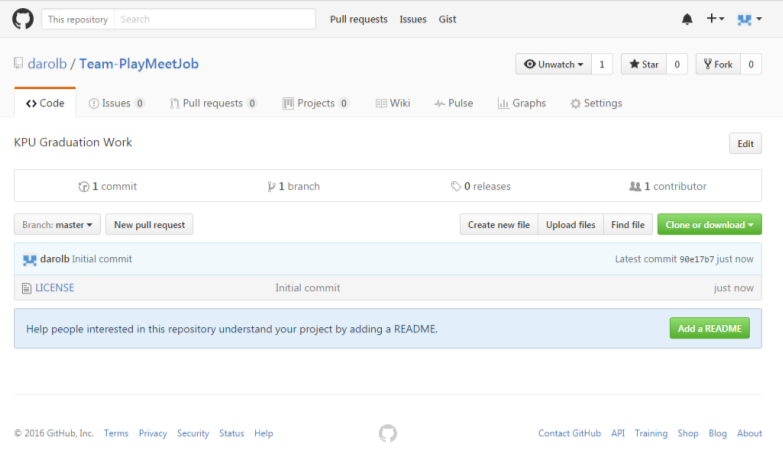 This repository Search Pull requests Issues Gist
darolb / Team-PlayMeetJob Unwatch 1 Star 0 Fork 0
Code Issues 0 Pull requests 0 Projects 0 Wiki Pulse Graphs Settings
KPU Graduation Work Edit
1 commit 1 branch 0 releases 1 contributor
Branch: master New pull request Create new file Upload files Find file Clone or download
darolb Initial commit Latest commit 90e17b7 just now
LICENSE Initial commit just now
Help people interested in this repository understand your project by adding a README. Add a README
© 2016 GitHub, Inc. Terms Privacy Security Status Help Contact GitHub API Training Shop Blog About